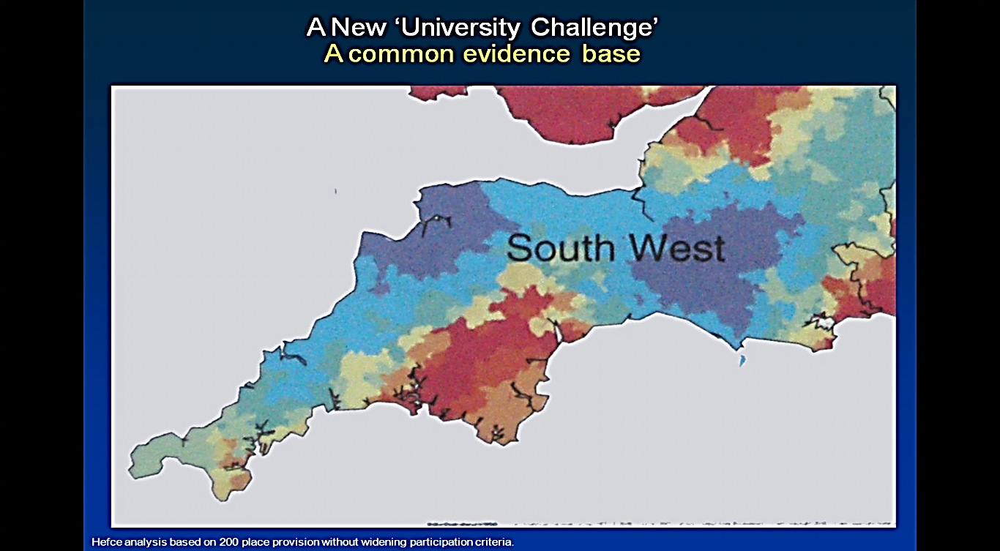 A New ‘University Challenge’
A common evidence base
South West
Hefce analysis based on 200 place provision without widening participation criteria.